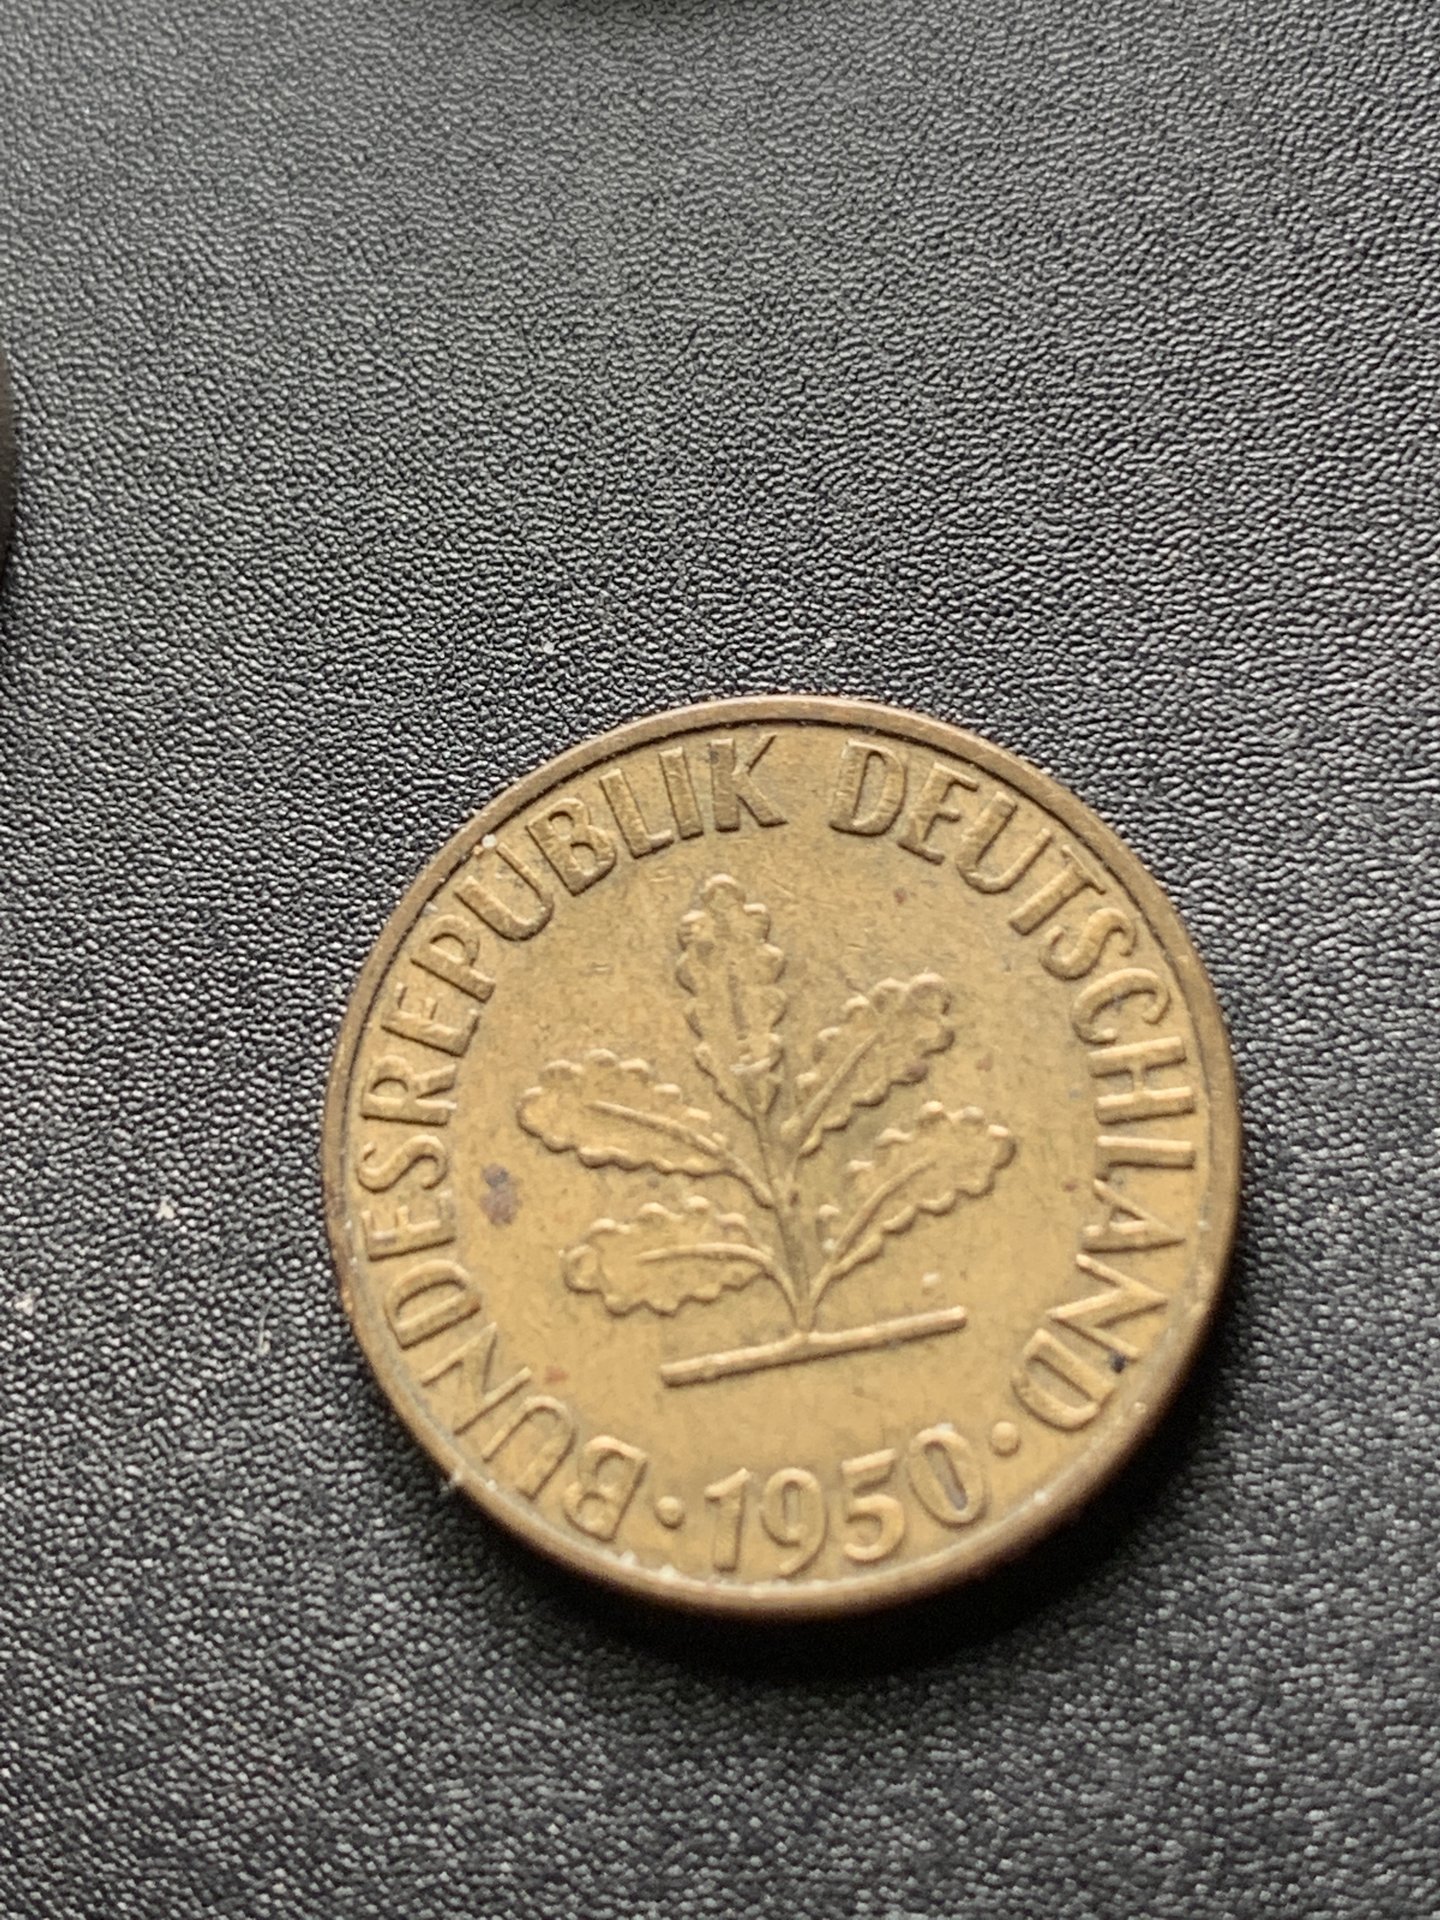 BUNDESREPUBLIK DEUTSCHLAND
· 1950 ·